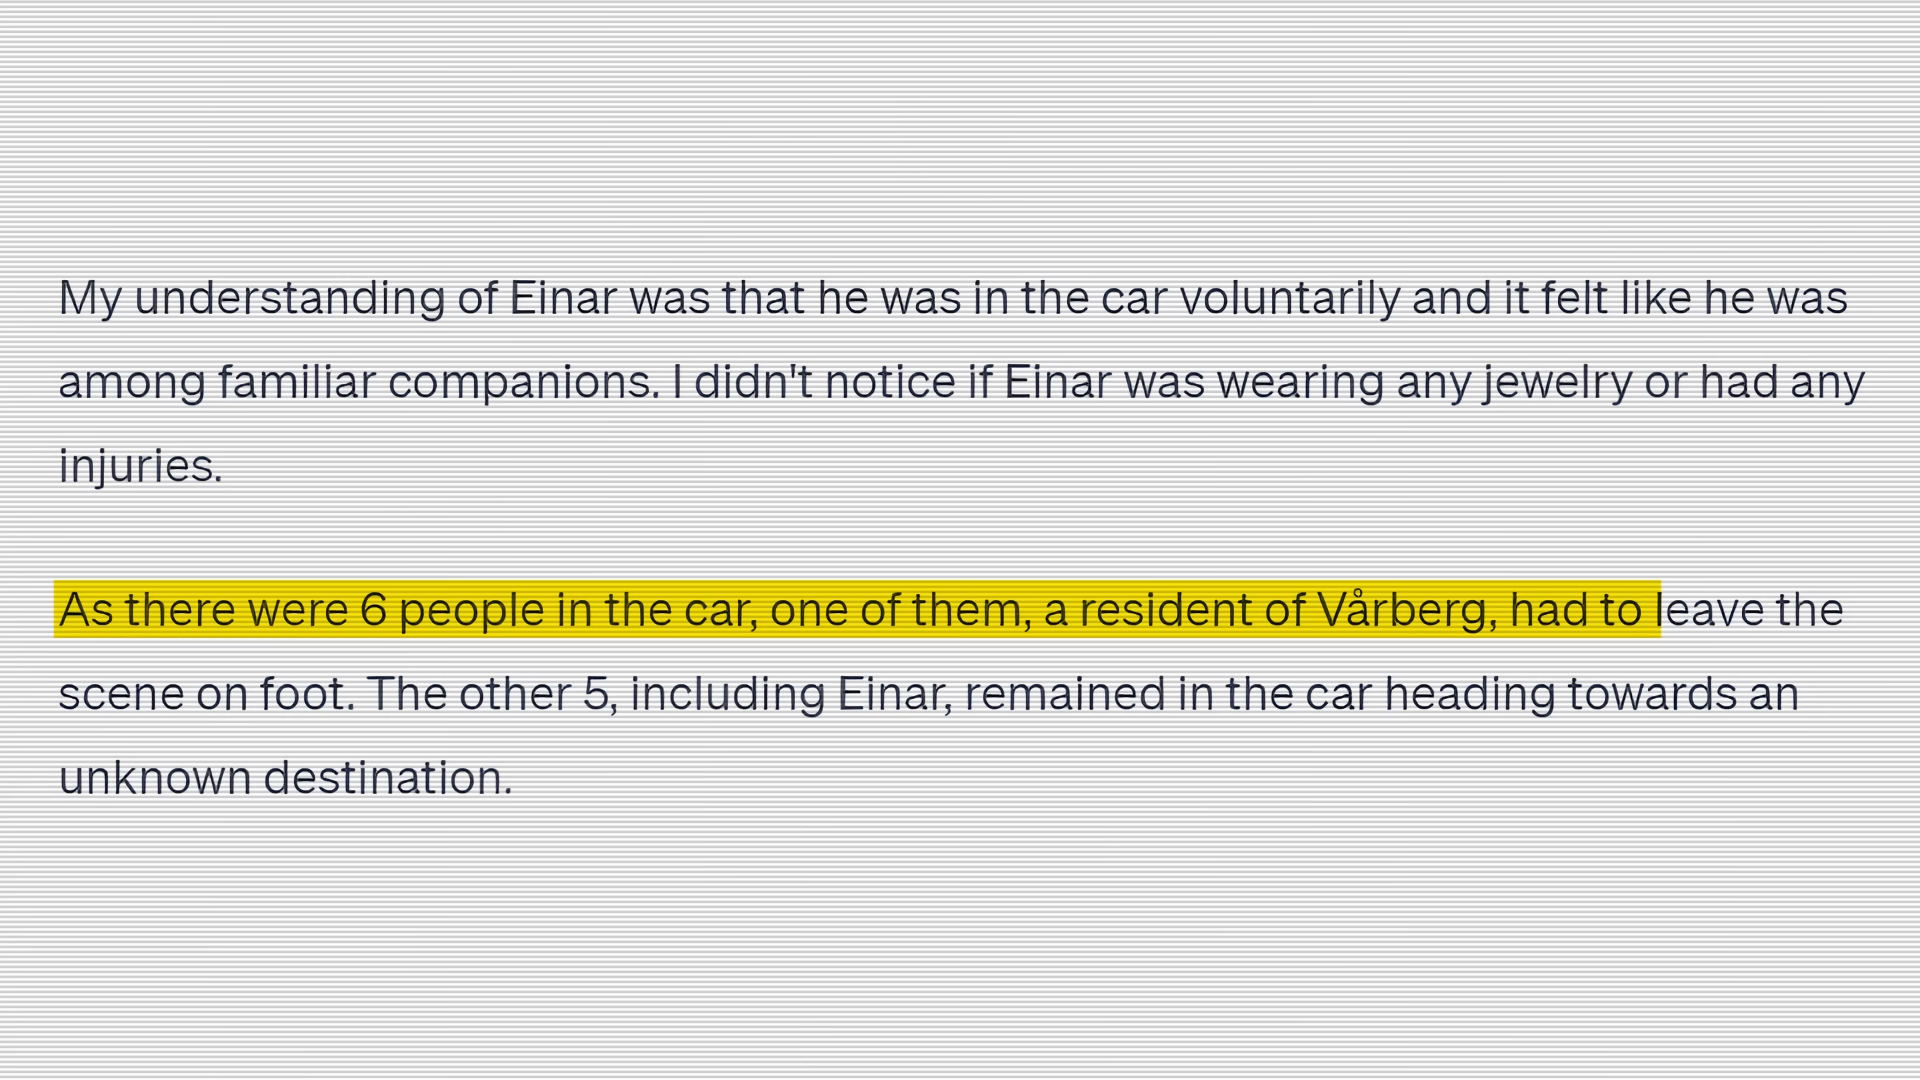 My understanding of Einar was that he was in the car voluntarily and it felt like he was
among familiar companions. I didn't notice if Einar was wearing any jewelry or had any
injuries.
As there were 6 people in the car, one of them, a resident of Vårberg, had to leave the
scene on foot. The other 5, including Einar, remained in the car heading towards an
unknown destination.